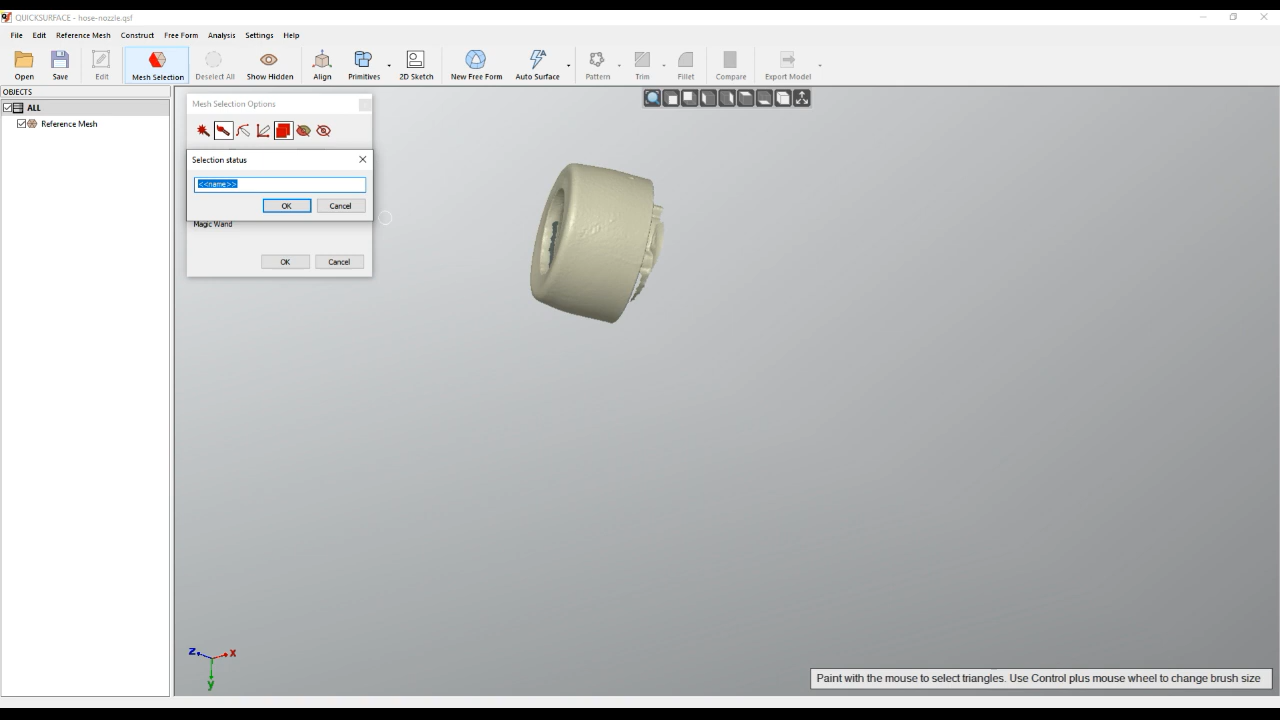 QUICKSURFACE - hose-nozzle.qsf
File Edit Reference Mesh Construct Free Form Analysis Settings Help
Open Save Edit Mesh Selection Deselect All Show Hidden Align Primitives 2D Sketch New Free Form Auto Surface Pattern Trim Fillet Compare Export Model
OBJECTS
ALL
Reference Mesh
Mesh Selection Options
Selection status
<<name>>
OK Cancel
Magic Wand
OK Cancel
z x
y
Paint with the mouse to select triangles. Use Control plus mouse wheel to change brush size